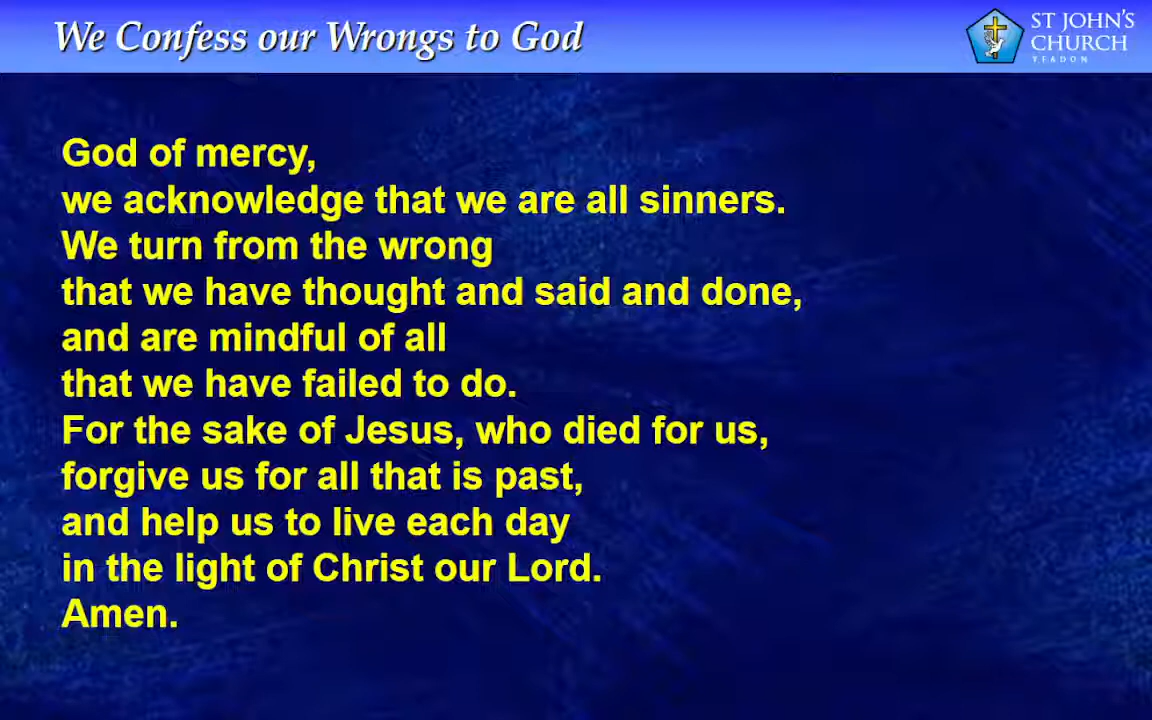 We Confess our Wrongs to God
ST JOHN'S
CHURCH
YEADON
God of mercy,
we acknowledge that we are all sinners.
We turn from the wrong
that we have thought and said and done,
and are mindful of all
that we have failed to do.
For the sake of Jesus, who died for us,
forgive us for all that is past,
and help us to live each day
in the light of Christ our Lord.
Amen.